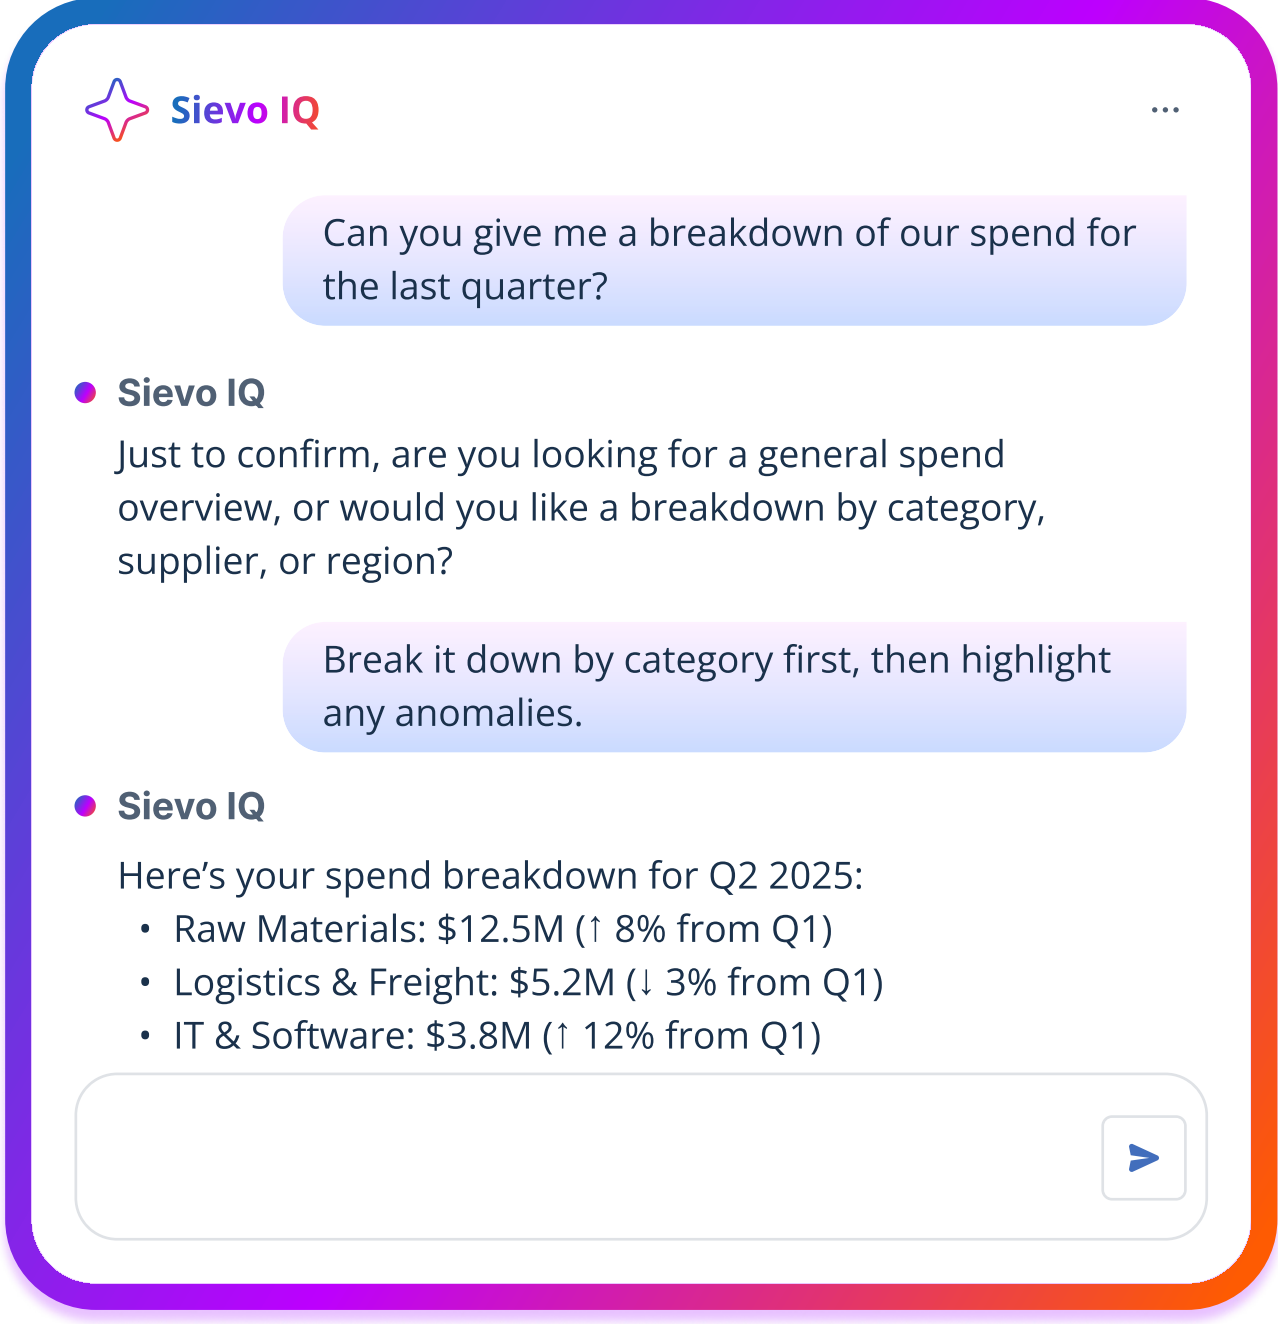 Sievo IQ
...
Can you give me a breakdown of our spend for
the last quarter?
Sievo IQ
Just to confirm, are you looking for a general spend
overview, or would you like a breakdown by category,
supplier, or region?
Break it down by category first, then highlight
any anomalies.
Sievo IQ
Here’s your spend breakdown for Q2 2025:
• Raw Materials: $12.5M (↑ 8% from Q1)
• Logistics & Freight: $5.2M (↓ 3% from Q1)
• IT & Software: $3.8M (↑ 12% from Q1)